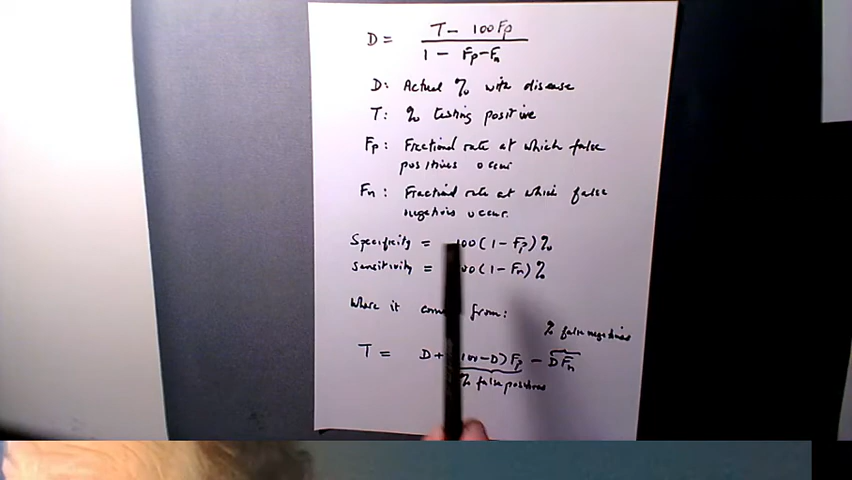 D = T - 100Fp
1 - Fp - Fn
D: Actual % with disease
T: % testing positive
Fp: Fractional rate at which false
positives occur
Fn: Fractional rate at which false
negatives occur.
Specificity = 100(1-Fp)%
Sensitivity = 00(1-Fn)%
Where it from:
% false negatives
T = D+ (100-D)Fp - DFn
% false positives